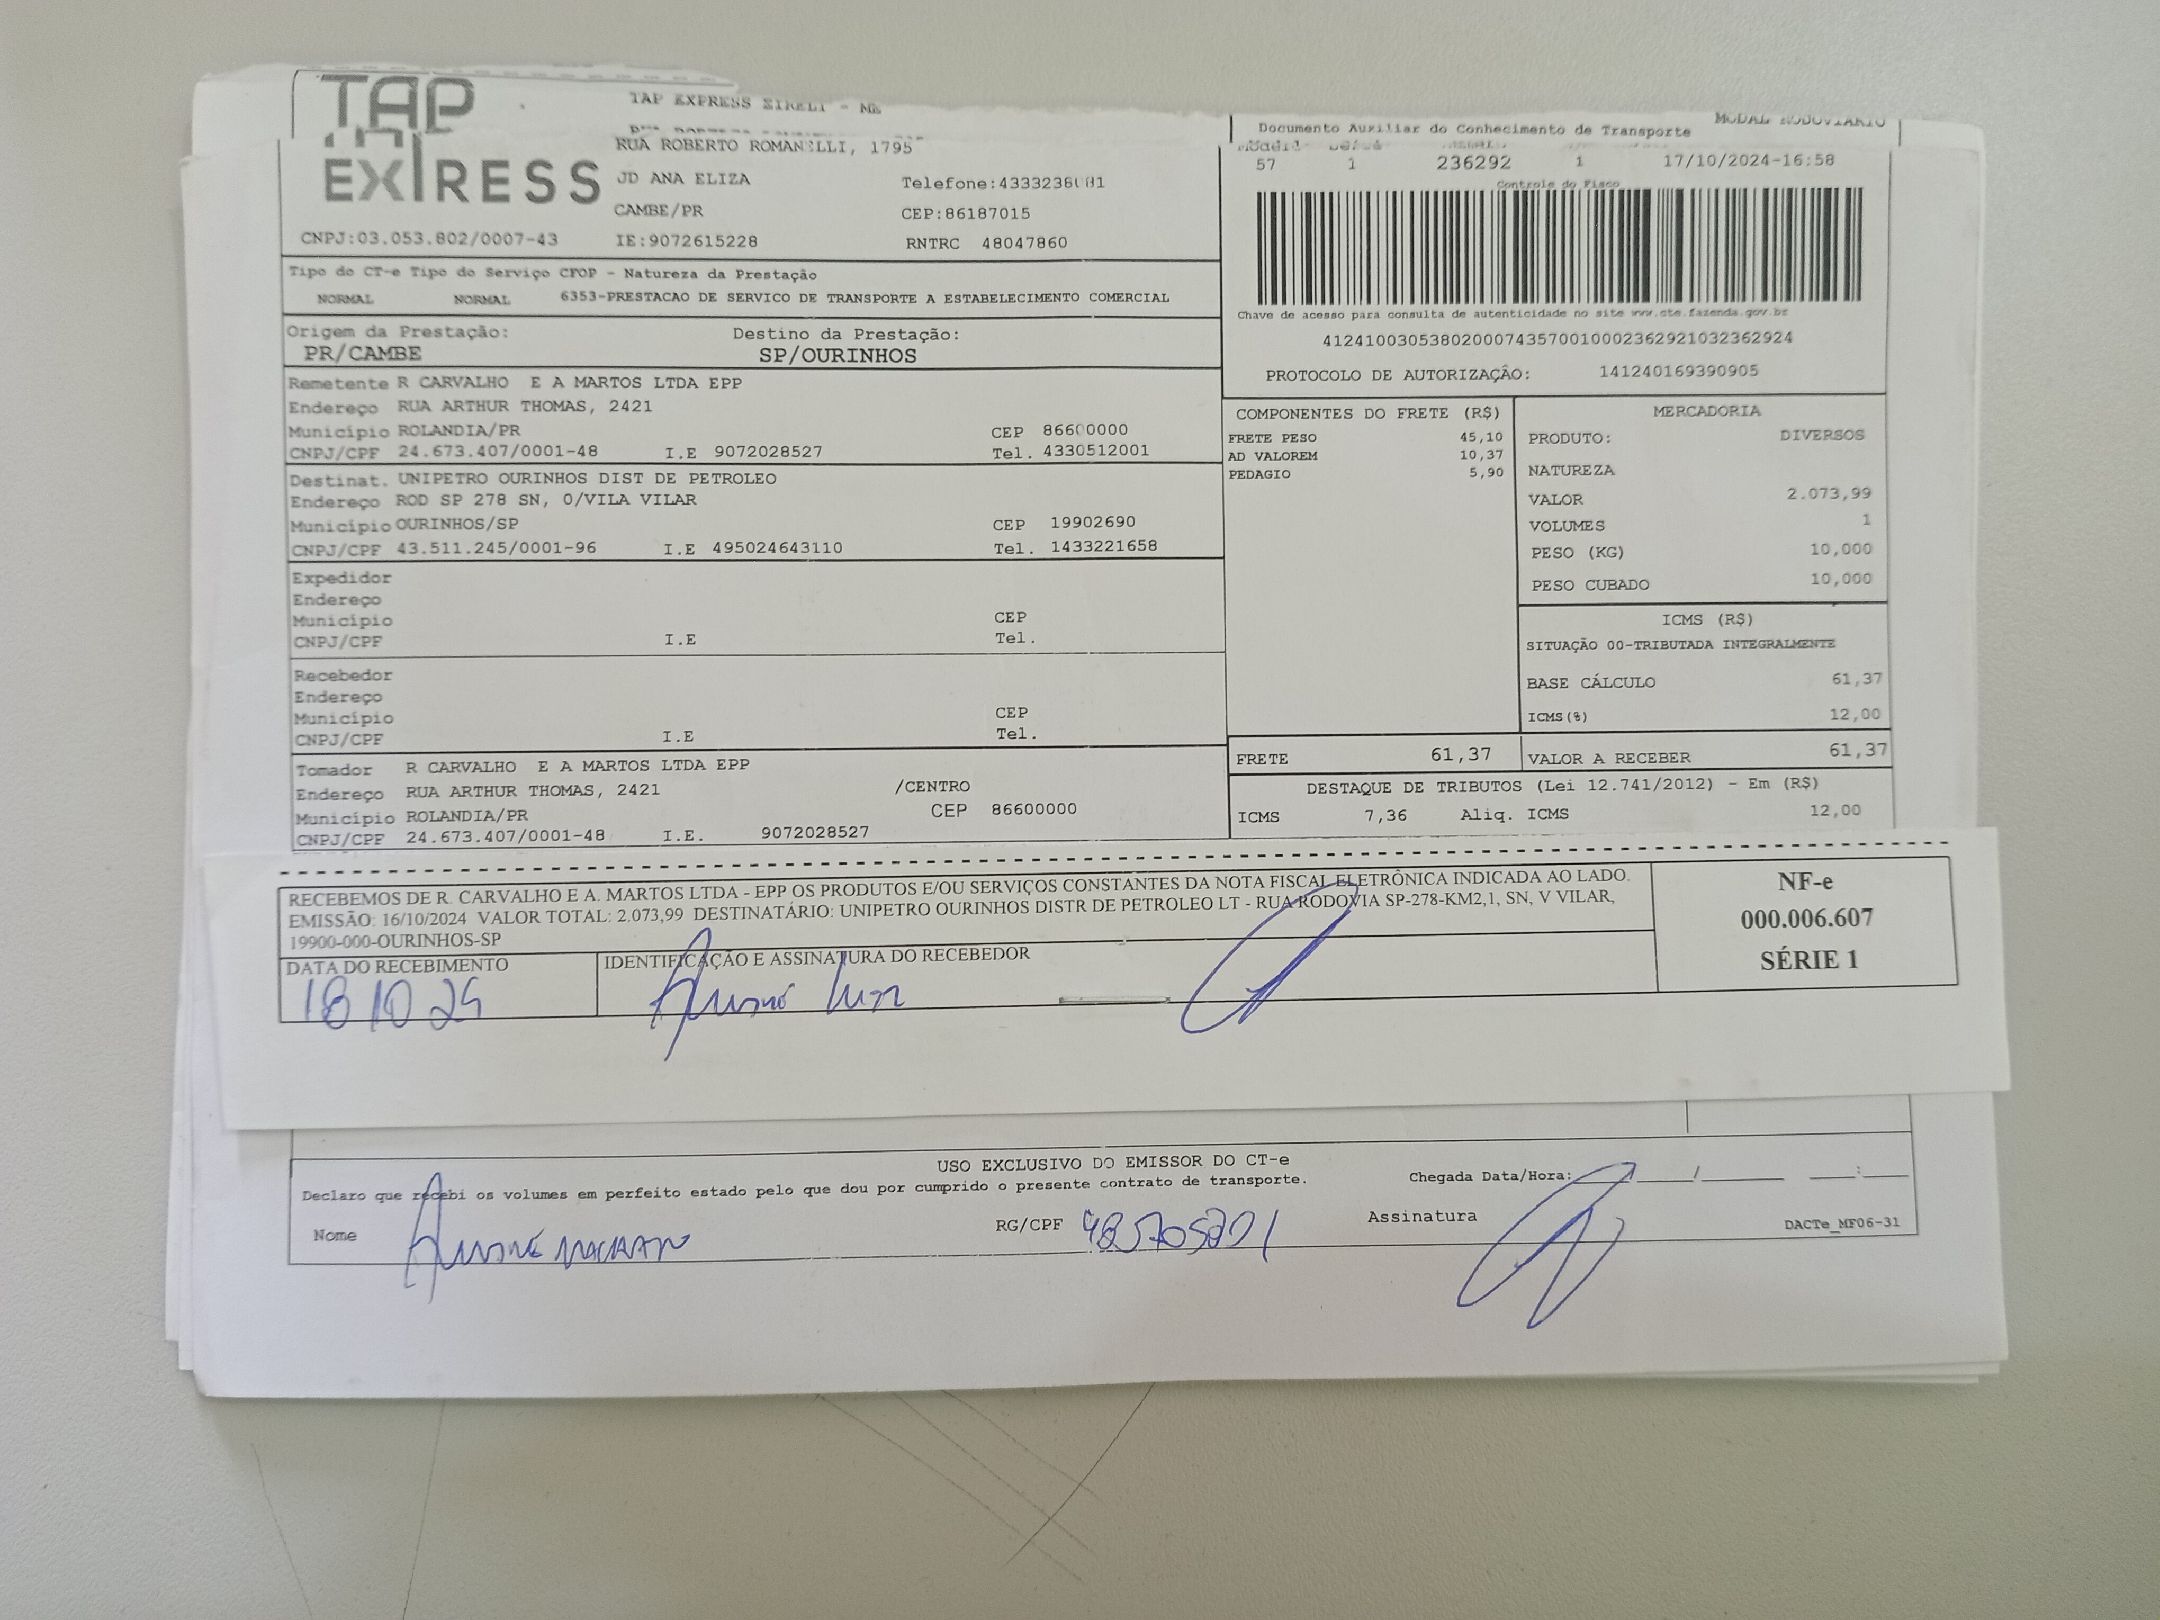 TAP
EXPRESS
TAP EXPRESS EIRELI - ME
RUA ROBERTO ROMANELLI, 1795
JD ANA ELIZA
Telefone:4333236081
CAMBE/PR
CEP:86187015
CNPJ:03.053.802/0007-43
IE:9072615228
RNTRC 48047860
MODAL RODOVIARIO
Documento Auxiliar do Conhecimento de Transporte
57 1 236292 1 17/10/2024-16:58
Controle do Fisco
Chave de acesso para consulta de autenticidade no site www.cte.fazenda.gov.br
41241003053802000743570010002362921032362924
PROTOCOLO DE AUTORIZAÇÃO: 141240169390905
Tipo do CT-e Tipo do Serviço CFOP - Natureza da Prestação
NORMAL NORMAL 6353-PRESTACAO DE SERVICO DE TRANSPORTE A ESTABELECIMENTO COMERCIAL
Origem da Prestação: Destino da Prestação:
PR/CAMBE SP/OURINHOS
Remetente R CARVALHO E A MARTOS LTDA EPP
Endereço RUA ARTHUR THOMAS, 2421
Município ROLANDIA/PR CEP 86600000
CNPJ/CPF 24.673.407/0001-48 I.E 9072028527 Tel. 4330512001
Destinat. UNIPETRO OURINHOS DIST DE PETROLEO
Endereço ROD SP 278 SN, 0/VILA VILAR
Município OURINHOS/SP CEP 19902690
CNPJ/CPF 43.511.245/0001-96 I.E 495024643110 Tel. 1433221658
Expedidor
Endereço
Município CEP
CNPJ/CPF I.E Tel.
Recebedor
Endereço
Município CEP
CNPJ/CPF I.E Tel.
Tomador R CARVALHO E A MARTOS LTDA EPP
Endereço RUA ARTHUR THOMAS, 2421 /CENTRO
Município ROLANDIA/PR CEP 86600000
CNPJ/CPF 24.673.407/0001-48 I.E. 9072028527
COMPONENTES DO FRETE (R$)
FRETE PESO 45,10
AD VALOREM 10,37
PEDAGIO 5,90
MERCADORIA
PRODUTO: DIVERSOS
NATUREZA
VALOR 2.073,99
VOLUMES 1
PESO (KG) 10,000
PESO CUBADO 10,000
ICMS (R$)
SITUAÇÃO 00-TRIBUTADA INTEGRALMENTE
BASE CÁLCULO 61,37
ICMS(%) 12,00
FRETE 61,37 VALOR A RECEBER 61,37
DESTAQUE DE TRIBUTOS (Lei 12.741/2012) - Em (R$)
ICMS 7,36 Aliq. ICMS 12,00
RECEBEMOS DE R. CARVALHO E A. MARTOS LTDA - EPP OS PRODUTOS E/OU SERVIÇOS CONSTANTES DA NOTA FISCAL ELETRÔNICA INDICADA AO LADO.
EMISSÃO: 16/10/2024 VALOR TOTAL: 2.073,99 DESTINATÁRIO: UNIPETRO OURINHOS DISTR DE PETROLEO LT - RUA RODOVIA SP-278-KM2,1, SN, V VILAR,
19900-000-OURINHOS-SP
DATA DO RECEBIMENTO IDENTIFICAÇÃO E ASSINATURA DO RECEBEDOR
18 10 24
NF-e
000.006.607
SÉRIE 1
USO EXCLUSIVO DO EMISSOR DO CT-e
Declaro que recebi os volumes em perfeito estado pelo que dou por cumprido o presente contrato de transporte.
Chegada Data/Hora: / / :
Nome RG/CPF 485705801 Assinatura
DACTe_MF06-31